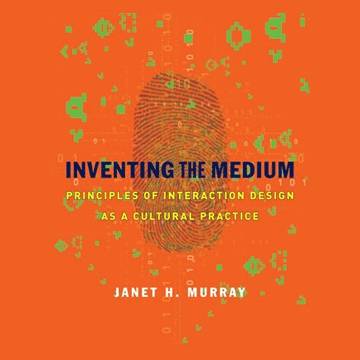 INVENTING THE MEDIUM
PRINCIPLES OF INTERACTION DESIGN
AS A CULTURAL PRACTICE
JANET H. MURRAY